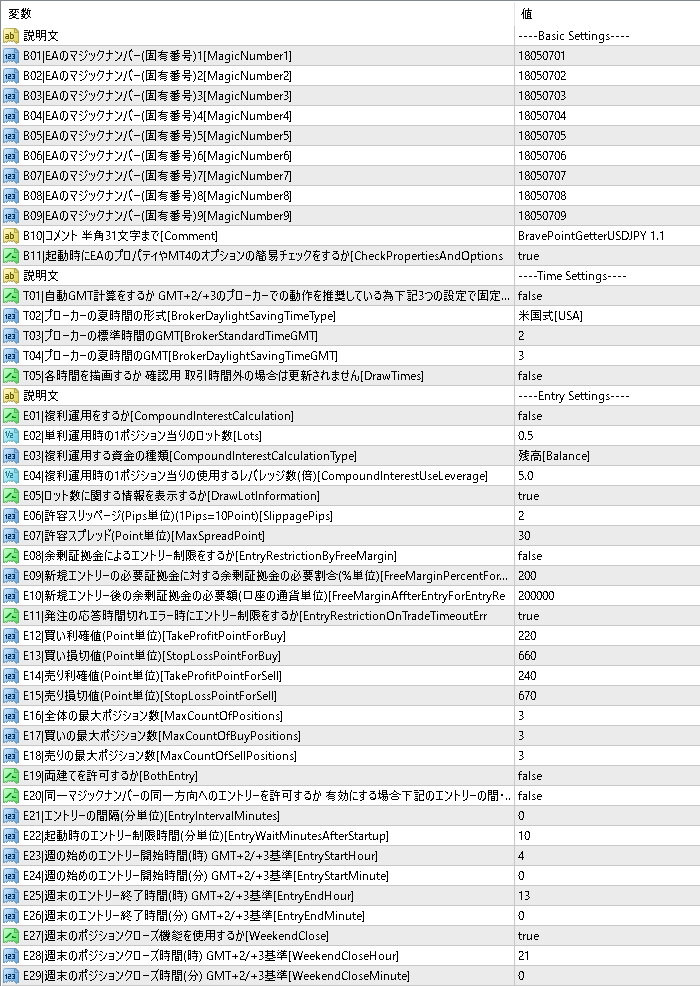 変数 値
説明文 ----Basic Settings----
B01|EAのマジックナンバー(固有番号)1[MagicNumber1] 18050701
B02|EAのマジックナンバー(固有番号)2[MagicNumber2] 18050702
B03|EAのマジックナンバー(固有番号)3[MagicNumber3] 18050703
B04|EAのマジックナンバー(固有番号)4[MagicNumber4] 18050704
B05|EAのマジックナンバー(固有番号)5[MagicNumber5] 18050705
B06|EAのマジックナンバー(固有番号)6[MagicNumber6] 18050706
B07|EAのマジックナンバー(固有番号)7[MagicNumber7] 18050707
B08|EAのマジックナンバー(固有番号)8[MagicNumber8] 18050708
B09|EAのマジックナンバー(固有番号)9[MagicNumber9] 18050709
B10|コメント 半角31文字まで[Comment] BravePointGetterUSDJPY 1.1
B11|起動時にEAのプロパティやMT4のオプションの簡易チェックをするか[CheckPropertiesAndOptions true
説明文 ----Time Settings----
T01|自動GMT計算をするか GMT+2/+3のブローカーでの動作を推奨している為下記3つの設定で固定... false
T02|ブローカーの夏時間の形式[BrokerDaylightSavingTimeType] 米国式[USA]
T03|ブローカーの標準時間のGMT[BrokerStandardTimeGMT] 2
T04|ブローカーの夏時間のGMT[BrokerDaylightSavingTimeGMT] 3
T05|各時間を描画するか 確認用 取引時間外の場合は更新されません[DrawTimes] false
説明文 ----Entry Settings----
E01|複利運用をするか[CompoundInterestCalculation] false
E02|単利運用時の1ポジション当りのロット数[Lots] 0.5
E03|複利運用する資金の種類[CompoundInterestCalculationType] 残高[Balance]
E04|複利運用時の1ポジション当りの使用するレバレッジ数(倍)[CompoundInterestUseLeverage] 5.0
E05|ロット数に関する情報を表示するか[DrawLotInformation] true
E06|許容スリッページ(Pips単位)(1Pips=10Point)[SlippagePips] 2
E07|許容スプレッド(Point単位)[MaxSpreadPoint] 30
E08|余剰証拠金によるエントリー制限をするか[EntryRestrictionByFreeMargin] false
E09|新規エントリーの必要証拠金に対する余剰証拠金の必要割合(%単位)[FreeMarginPercentFor... 200
E10|新規エントリー後の余剰証拠金の必要額(口座の通貨単位)[FreeMarginAffterEntryForEntryRe 200000
E11|発注の応答時間切れエラー時にエントリー制限をするか[EntryRestrictionOnTradeTimeoutErr true
E12|買い利確値(Point単位)[TakeProfitPointForBuy] 220
E13|買い損切値(Point単位)[StopLossPointForBuy] 660
E14|売り利確値(Point単位)[TakeProfitPointForSell] 240
E15|売り損切値(Point単位)[StopLossPointForSell] 670
E16|全体の最大ポジション数[MaxCountOfPositions] 3
E17|買いの最大ポジション数[MaxCountOfBuyPositions] 3
E18|売りの最大ポジション数[MaxCountOfSellPositions] 3
E19|両建てを許可するか[BothEntry] false
E20|同一マジックナンバーの同一方向へのエントリーを許可するか 有効にする場合下記のエントリーの間・.. false
E21|エントリーの間隔(分単位)[EntryIntervalMinutes] 0
E22|起動時のエントリー制限時間(分単位)[EntryWaitMinutesAfterStartup] 10
E23|週の始めのエントリー開始時間(時) GMT+2/+3基準[EntryStartHour] 4
E24|週の始めのエントリー開始時間(分) GMT+2/+3基準[EntryStartMinute] 0
E25|週末のエントリー終了時間(時) GMT+2/+3基準[EntryEndHour] 13
E26|週末のエントリー終了時間(分) GMT+2/+3基準[EntryEndMinute] 0
E27|週末のポジションクローズ機能を使用するか[WeekendClose] true
E28|週末のポジションクローズ時間(時) GMT+2/+3基準[WeekendCloseHour] 21
E29|週末のポジションクローズ時間(分) GMT+2/+3基準[WeekendCloseMinute] 0